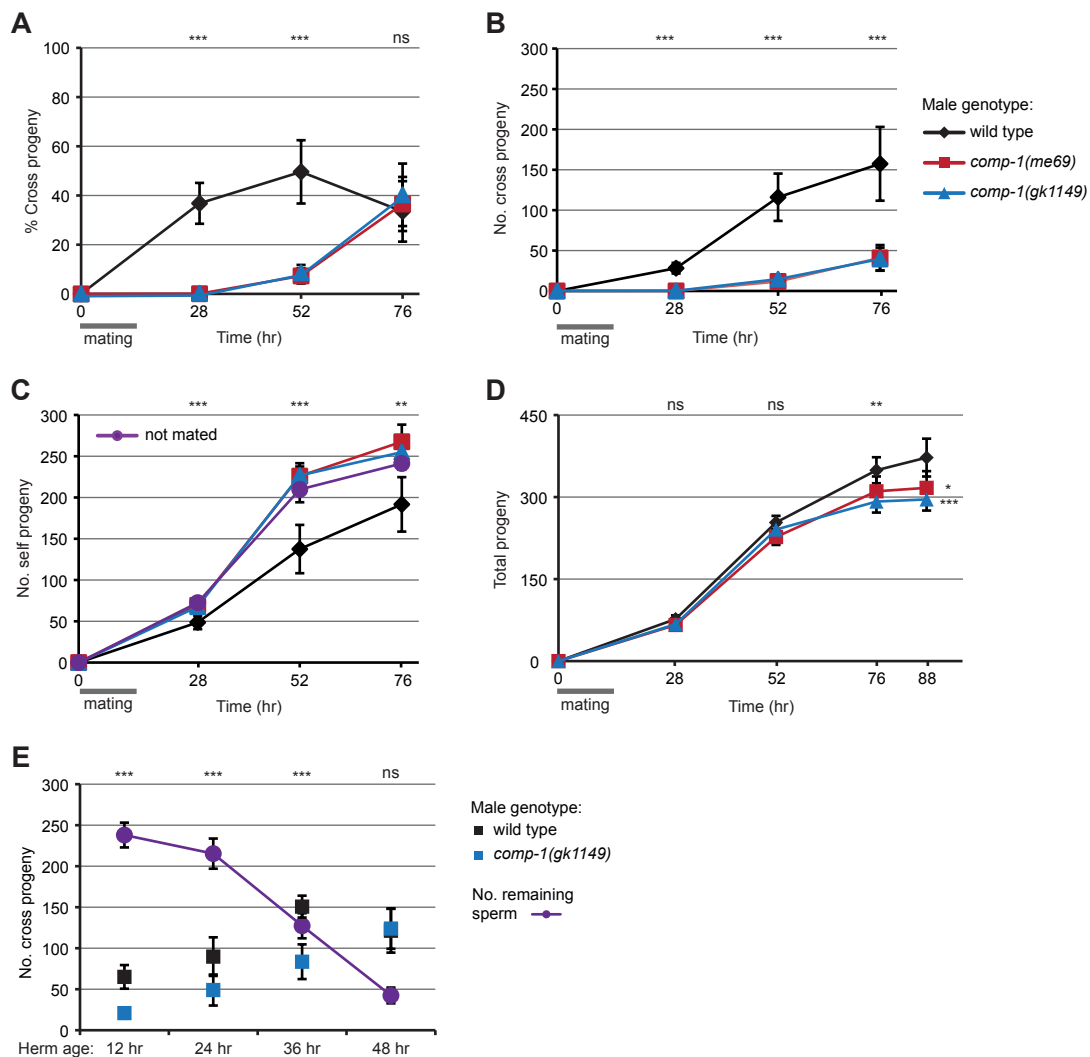 A
*** *** ns
100
80
60
40
20
0
% Cross progeny
0 28 52 76
mating
Time (hr)
B
*** *** ***
300
250
200
150
100
50
0
No. cross progeny
0 28 52 76
mating
Time (hr)
Male genotype:
wild type
comp-1(me69)
comp-1(gk1149)
C
*** *** **
300
250
200
150
100
50
0
No. self progeny
not mated
0 28 52 76
mating
Time (hr)
D
ns ns **
450
300
150
0
Total progeny
*
***
0 28 52 76 88
mating
Time (hr)
E
*** *** *** ns
300
250
200
150
100
50
0
No. cross progeny
Herm age: 12 hr 24 hr 36 hr 48 hr
Male genotype:
wild type
comp-1(gk1149)
No. remaining
sperm